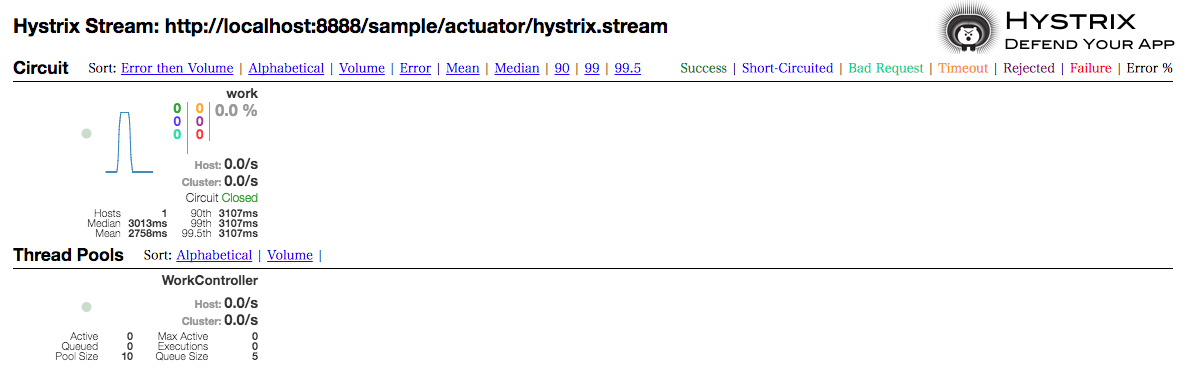 Hystrix Stream: http://localhost:8888/sample/actuator/hystrix.stream
HYSTRIX
DEFEND YOUR APP
Circuit Sort: Error then Volume | Alphabetical | Volume | Error | Mean | Median | 90 | 99 | 99.5 Success | Short-Circuited | Bad Request | Timeout | Rejected | Failure | Error %
work
0 0 0.0 %
0 0
0 0
Host: 0.0/s
Cluster: 0.0/s
Circuit Closed
Hosts 1 90th 3107ms
Median 3013ms 99th 3107ms
Mean 2758ms 99.5th 3107ms
Thread Pools Sort: Alphabetical | Volume |
WorkController
Host: 0.0/s
Cluster: 0.0/s
Active 0 Max Active 0
Queued 0 Executions 0
Pool Size 10 Queue Size 5